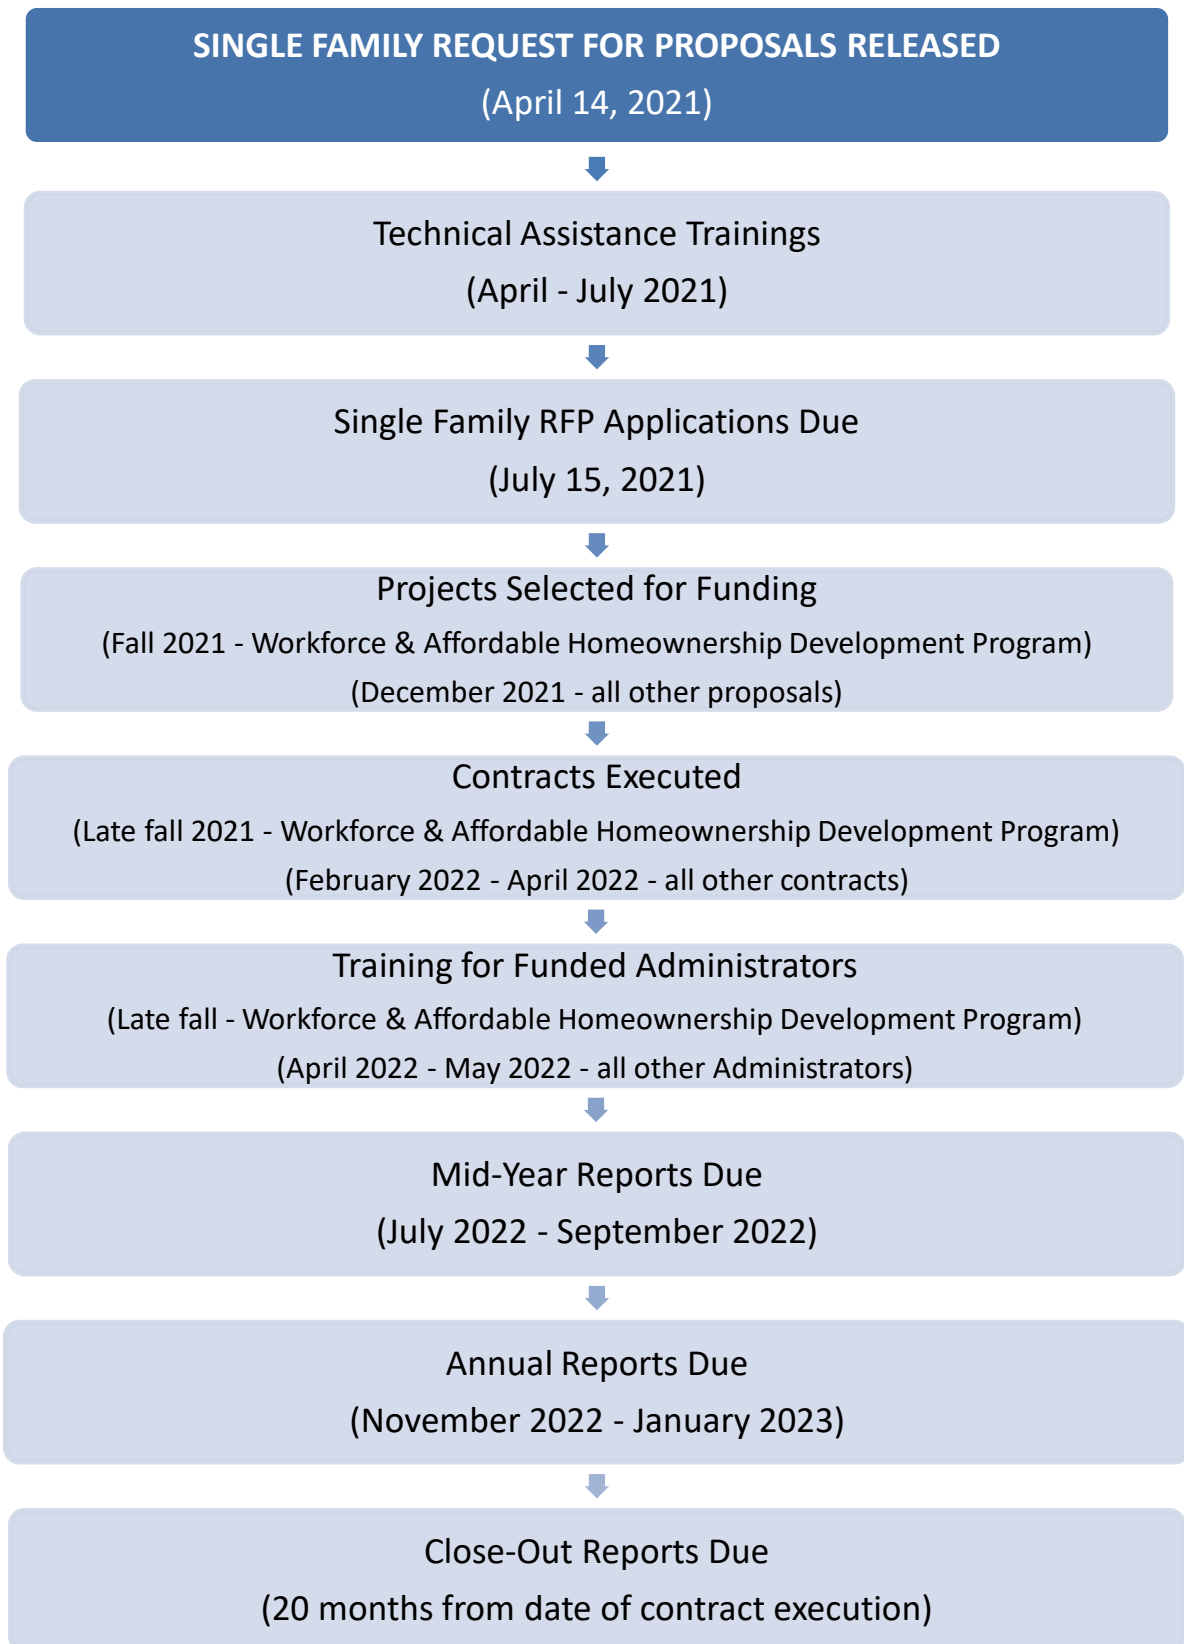 SINGLE FAMILY REQUEST FOR PROPOSALS RELEASED
(April 14, 2021)
Technical Assistance Trainings
(April - July 2021)
Single Family RFP Applications Due
(July 15, 2021)
Projects Selected for Funding
(Fall 2021 - Workforce & Affordable Homeownership Development Program)
(December 2021 - all other proposals)
Contracts Executed
(Late fall 2021 - Workforce & Affordable Homeownership Development Program)
(February 2022 - April 2022 - all other contracts)
Training for Funded Administrators
(Late fall - Workforce & Affordable Homeownership Development Program)
(April 2022 - May 2022 - all other Administrators)
Mid-Year Reports Due
(July 2022 - September 2022)
Annual Reports Due
(November 2022 - January 2023)
Close-Out Reports Due
(20 months from date of contract execution)